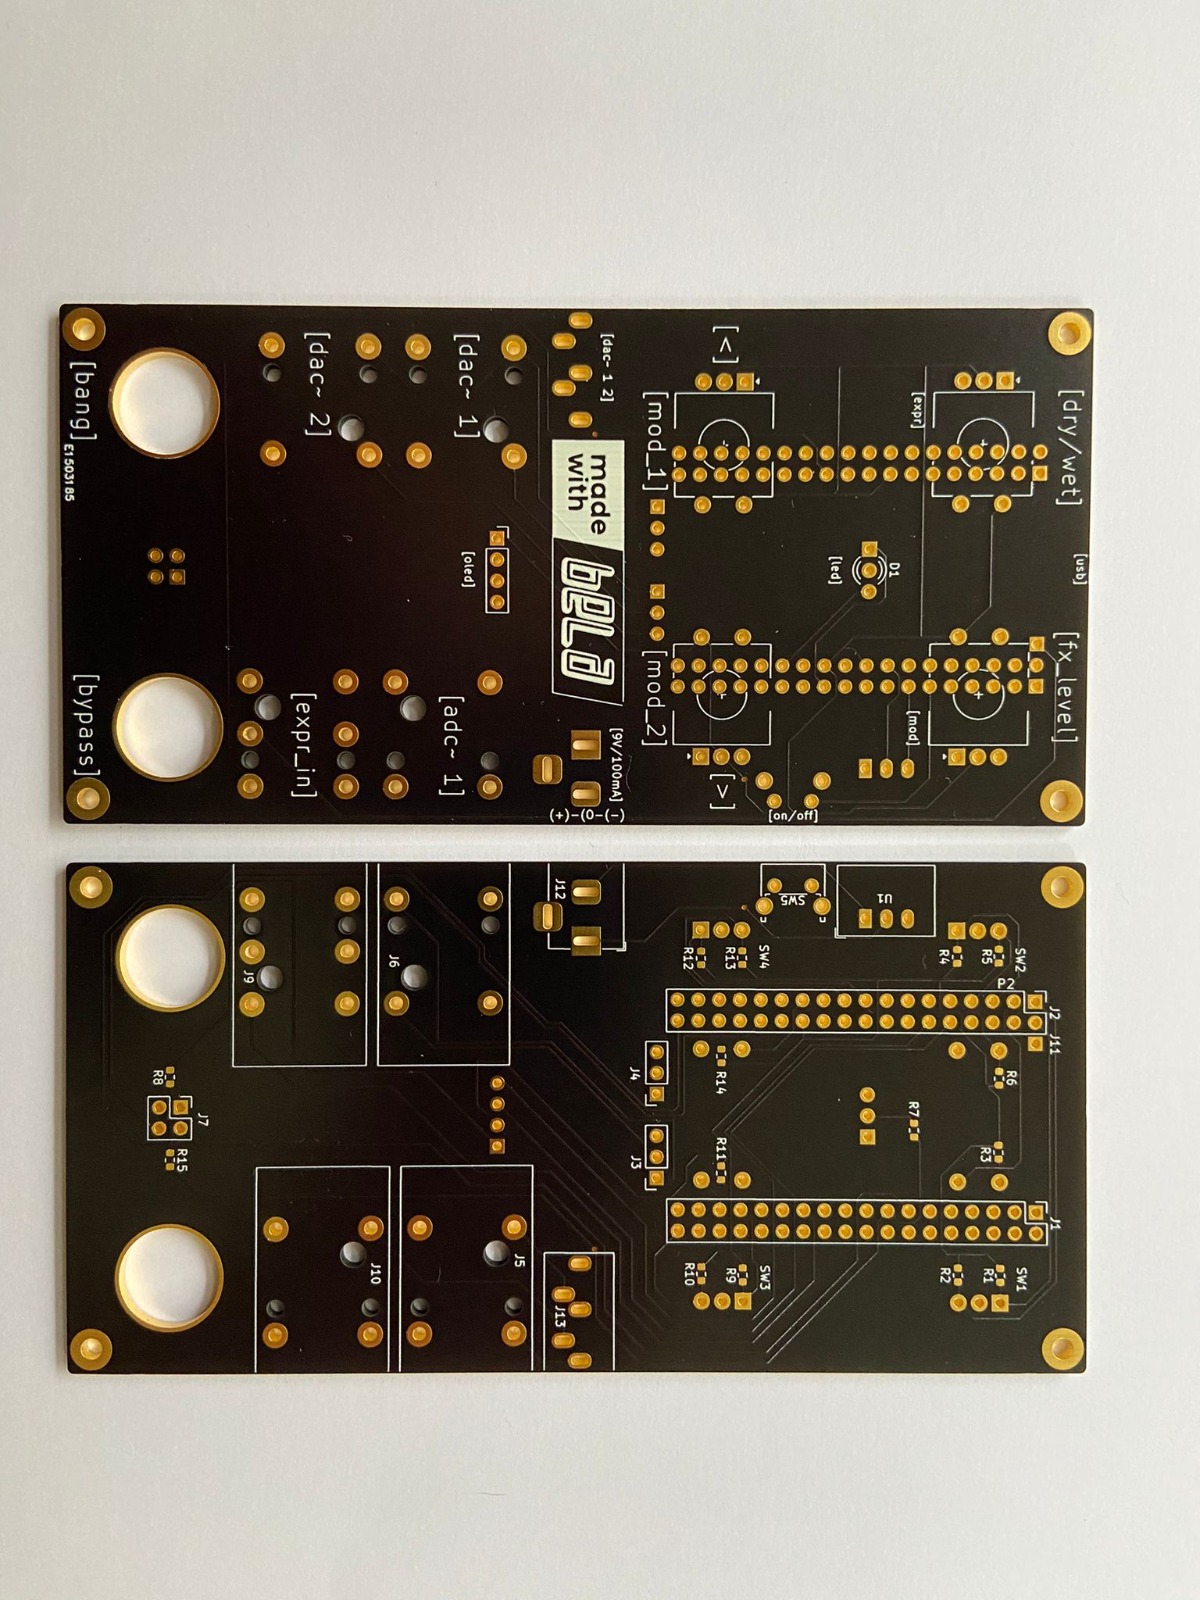 [bang]
E1503185
[dac~ 2]
[dac~ 1]
[dac~ 1 2]
[<]
[mod_1]
[expr]
[dry/wet]
made
with
bela
[oled]
[led]
D1
[usb]
[bypass]
[expr_in]
[adc~ 1]
[9V/100mA]
(+)-(0-(-)
[mod_2]
[>]
[on/off]
[mod]
[fx_level]
J9
J6
J12
SW5
U1
R12
R13
SW4
R4
R5
SW2
P2
J2
J11
R8
J7
R15
J4
R14
R6
R7
J3
R11
R3
J1
J10
J5
J13
R10
R9
SW3
R2
R1
SW1